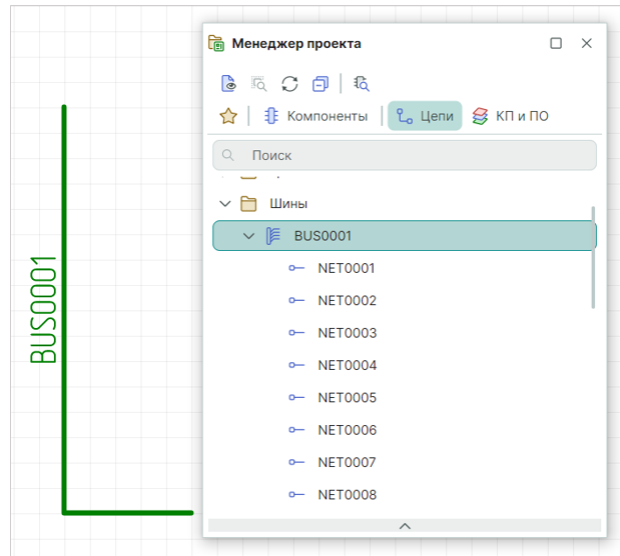 Менеджер проекта
Компоненты
Цепи
КП и ПО
Поиск
Шины
BUS0001
NET0001
NET0002
NET0003
NET0004
NET0005
NET0006
NET0007
NET0008
BUS0001